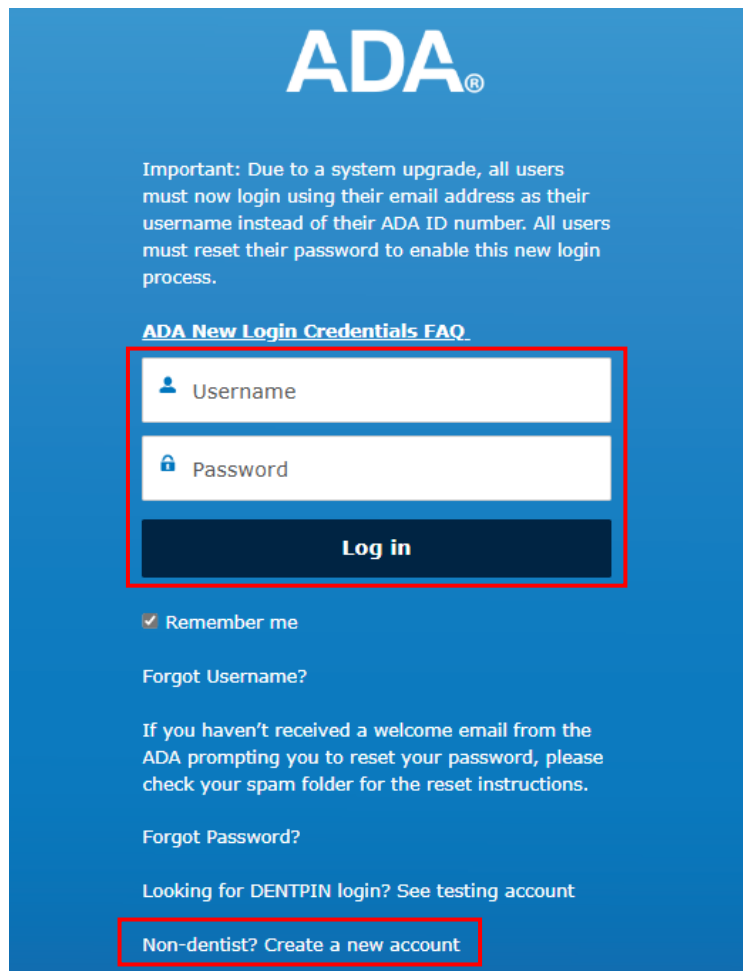 ADA®
Important: Due to a system upgrade, all users
must now login using their email address as their
username instead of their ADA ID number. All users
must reset their password to enable this new login
process.
ADA New Login Credentials FAQ
Username
Password
Log in
Remember me
Forgot Username?
If you haven’t received a welcome email from the
ADA prompting you to reset your password, please
check your spam folder for the reset instructions.
Forgot Password?
Looking for DENTPIN login? See testing account
Non-dentist? Create a new account